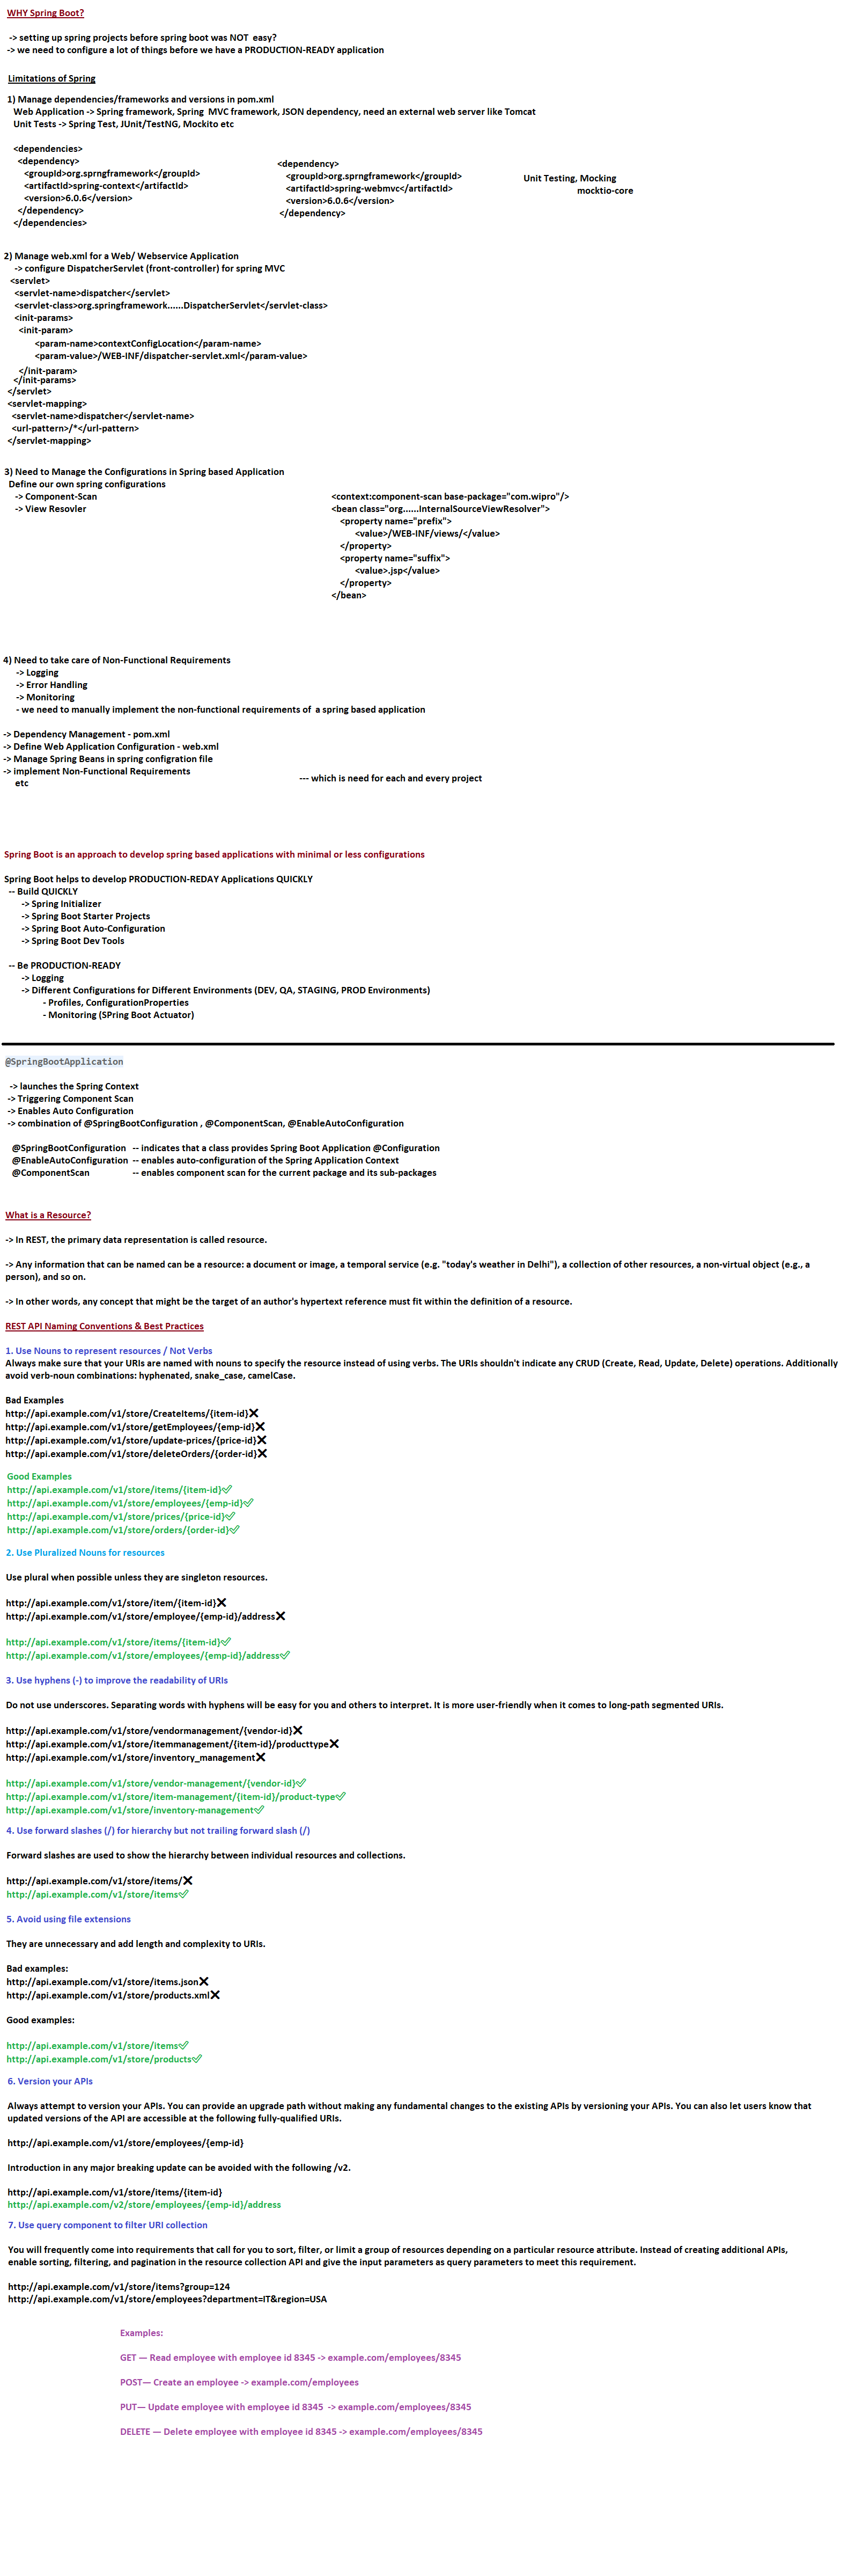 WHY Spring Boot?
-> setting up spring projects before spring boot was NOT  easy?
-> we need to configure a lot of things before we have a PRODUCTION-READY application
Limitations of Spring
1) Manage dependencies/frameworks and versions in pom.xml
Web Application -> Spring framework, Spring  MVC framework, JSON dependency, need an external web server like Tomcat
Unit Tests -> Spring Test, JUnit/TestNG, Mockito etc
<dependencies>
<dependency>
<groupId>org.sprngframework</groupId>
<artifactId>spring-context</artifactId>
<version>6.0.6</version>
</dependency>
</dependencies>
<dependency>
<groupId>org.sprngframework</groupId>
<artifactId>spring-webmvc</artifactId>
<version>6.0.6</version>
</dependency>
Unit Testing, Mocking
mocktio-core
2) Manage web.xml for a Web/ Webservice Application
-> configure DispatcherServlet (front-controller) for spring MVC
<servlet>
<servlet-name>dispatcher</servlet>
<servlet-class>org.springframework......DispatcherServlet</servlet-class>
<init-params>
<init-param>
<param-name>contextConfigLocation</param-name>
<param-value>/WEB-INF/dispatcher-servlet.xml</param-value>
</init-param>
</init-params>
</servlet>
<servlet-mapping>
<servlet-name>dispatcher</servlet-name>
<url-pattern>/*</url-pattern>
</servlet-mapping>
3) Need to Manage the Configurations in Spring based Application
Define our own spring configurations
-> Component-Scan
-> View Resovler
<context:component-scan base-package="com.wipro"/>
<bean class="org......InternalSourceViewResolver">
<property name="prefix">
<value>/WEB-INF/views/</value>
</property>
<property name="suffix">
<value>.jsp</value>
</property>
</bean>
4) Need to take care of Non-Functional Requirements
-> Logging
-> Error Handling
-> Monitoring
- we need to manually implement the non-functional requirements of  a spring based application
-> Dependency Management - pom.xml
-> Define Web Application Configuration - web.xml
-> Manage Spring Beans in spring configration file
-> implement Non-Functional Requirements
etc
--- which is need for each and every project
Spring Boot is an approach to develop spring based applications with minimal or less configurations
Spring Boot helps to develop PRODUCTION-REDAY Applications QUICKLY
-- Build QUICKLY
-> Spring Initializer
-> Spring Boot Starter Projects
-> Spring Boot Auto-Configuration
-> Spring Boot Dev Tools
-- Be PRODUCTION-READY
-> Logging
-> Different Configurations for Different Environments (DEV, QA, STAGING, PROD Environments)
- Profiles, ConfigurationProperties
- Monitoring (SPring Boot Actuator)
@SpringBootApplication
-> launches the Spring Context
-> Triggering Component Scan
-> Enables Auto Configuration
-> combination of @SpringBootConfiguration , @ComponentScan, @EnableAutoConfiguration
@SpringBootConfiguration  -- indicates that a class provides Spring Boot Application @Configuration
@EnableAutoConfiguration  -- enables auto-configuration of the Spring Application Context
@ComponentScan  -- enables component scan for the current package and its sub-packages
What is a Resource?
-> In REST, the primary data representation is called resource.
-> Any information that can be named can be a resource: a document or image, a temporal service (e.g. "today's weather in Delhi"), a collection of other resources, a non-virtual object (e.g., a
person), and so on.
-> In other words, any concept that might be the target of an author's hypertext reference must fit within the definition of a resource.
REST API Naming Conventions & Best Practices
1. Use Nouns to represent resources / Not Verbs
Always make sure that your URIs are named with nouns to specify the resource instead of using verbs. The URIs shouldn't indicate any CRUD (Create, Read, Update, Delete) operations. Additionally
avoid verb-noun combinations: hyphenated, snake_case, camelCase.
Bad Examples
http://api.example.com/v1/store/CreateItems/{item-id}❌
http://api.example.com/v1/store/getEmployees/{emp-id}❌
http://api.example.com/v1/store/update-prices/{price-id}❌
http://api.example.com/v1/store/deleteOrders/{order-id}❌
Good Examples
http://api.example.com/v1/store/items/{item-id}✅
http://api.example.com/v1/store/employees/{emp-id}✅
http://api.example.com/v1/store/prices/{price-id}✅
http://api.example.com/v1/store/orders/{order-id}✅
2. Use Pluralized Nouns for resources
Use plural when possible unless they are singleton resources.
http://api.example.com/v1/store/item/{item-id}❌
http://api.example.com/v1/store/employee/{emp-id}/address❌
http://api.example.com/v1/store/items/{item-id}✅
http://api.example.com/v1/store/employees/{emp-id}/address✅
3. Use hyphens (-) to improve the readability of URIs
Do not use underscores. Separating words with hyphens will be easy for you and others to interpret. It is more user-friendly when it comes to long-path segmented URIs.
http://api.example.com/v1/store/vendormanagement/{vendor-id}❌
http://api.example.com/v1/store/itemmanagement/{item-id}/producttype❌
http://api.example.com/v1/store/inventory_management❌
http://api.example.com/v1/store/vendor-management/{vendor-id}✅
http://api.example.com/v1/store/item-management/{item-id}/product-type✅
http://api.example.com/v1/store/inventory-management✅
4. Use forward slashes (/) for hierarchy but not trailing forward slash (/)
Forward slashes are used to show the hierarchy between individual resources and collections.
http://api.example.com/v1/store/items/❌
http://api.example.com/v1/store/items✅
5. Avoid using file extensions
They are unnecessary and add length and complexity to URIs.
Bad examples:
http://api.example.com/v1/store/items.json❌
http://api.example.com/v1/store/products.xml❌
Good examples:
http://api.example.com/v1/store/items✅
http://api.example.com/v1/store/products✅
6. Version your APIs
Always attempt to version your APIs. You can provide an upgrade path without making any fundamental changes to the existing APIs by versioning your APIs. You can also let users know that
updated versions of the API are accessible at the following fully-qualified URIs.
http://api.example.com/v1/store/employees/{emp-id}
Introduction in any major breaking update can be avoided with the following /v2.
http://api.example.com/v1/store/items/{item-id}
http://api.example.com/v2/store/employees/{emp-id}/address
7. Use query component to filter URI collection
You will frequently come into requirements that call for you to sort, filter, or limit a group of resources depending on a particular resource attribute. Instead of creating additional APIs,
enable sorting, filtering, and pagination in the resource collection API and give the input parameters as query parameters to meet this requirement.
http://api.example.com/v1/store/items?group=124
http://api.example.com/v1/store/employees?department=IT&region=USA
Examples:
GET — Read employee with employee id 8345 -> example.com/employees/8345
POST— Create an employee -> example.com/employees
PUT— Update employee with employee id 8345  -> example.com/employees/8345
DELETE — Delete employee with employee id 8345 -> example.com/employees/8345